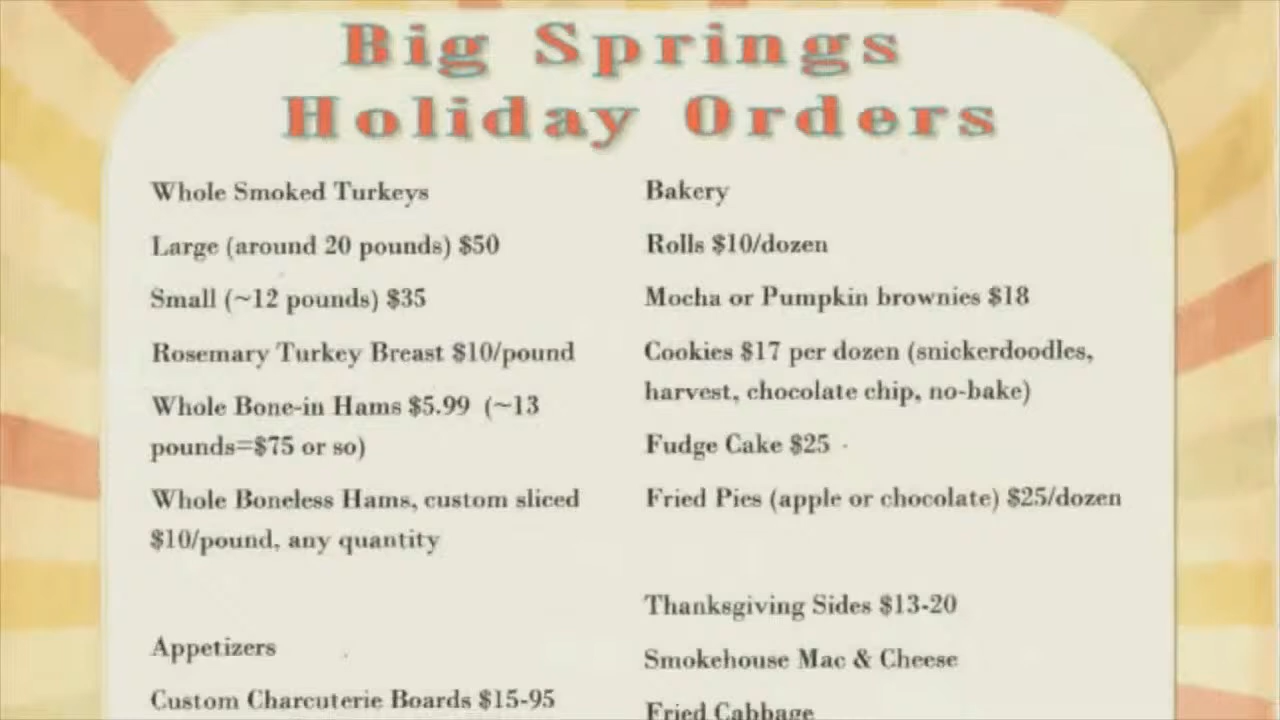 Big Springs
Holiday Orders
Whole Smoked Turkeys
Large (around 20 pounds) $50
Small (~12 pounds) $35
Rosemary Turkey Breast $10/pound
Whole Bone-in Hams $5.99 (~13
pounds=$75 or so)
Whole Boneless Hams, custom sliced
$10/pound, any quantity
Appetizers
Custom Charcuterie Boards $15-95
Bakery
Rolls $10/dozen
Mocha or Pumpkin brownies $18
Cookies $17 per dozen (snickerdoodles,
harvest, chocolate chip, no-bake)
Fudge Cake $25
Fried Pies (apple or chocolate) $25/dozen
Thanksgiving Sides $13-20
Smokehouse Mac & Cheese
Fried Cabbage